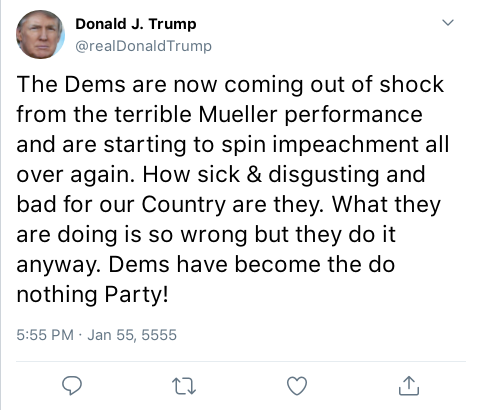 Donald J. Trump
@realDonaldTrump
The Dems are now coming out of shock
from the terrible Mueller performance
and are starting to spin impeachment all
over again. How sick & disgusting and
bad for our Country are they. What they
are doing is so wrong but they do it
anyway. Dems have become the do
nothing Party!
5:55 PM · Jan 55, 5555